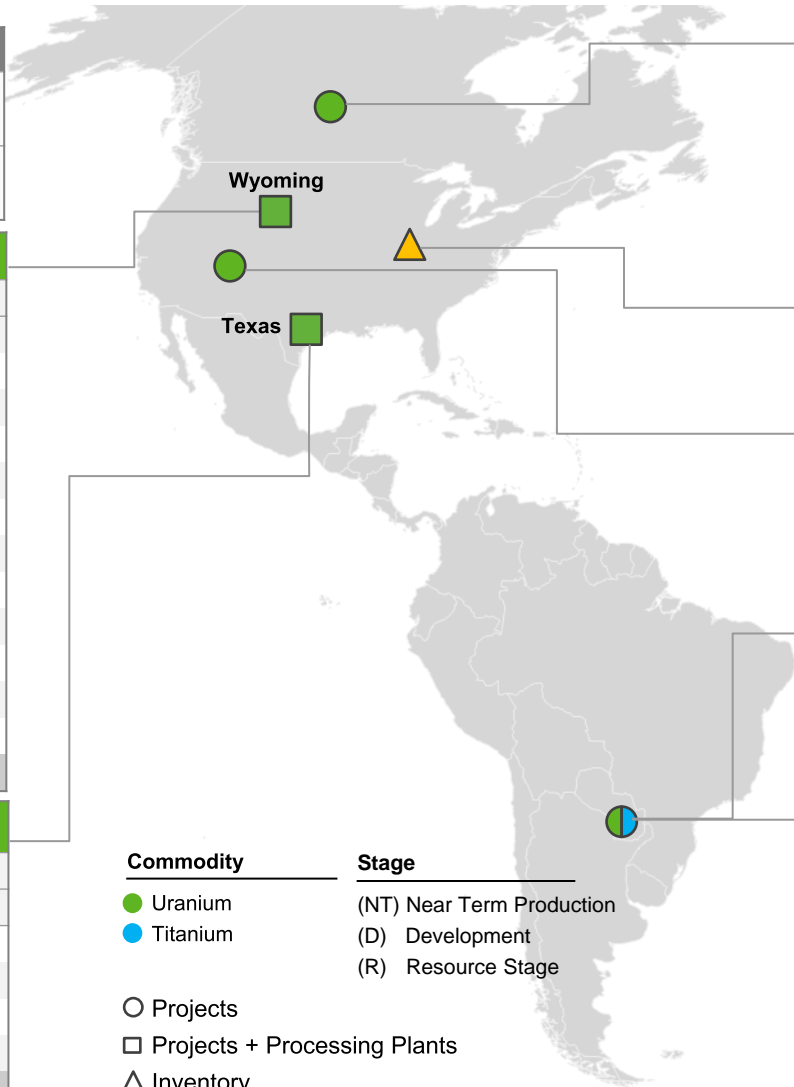 Wyoming
Texas
Commodity
Stage
Uranium
(NT) Near Term Production
Titanium
(D) Development
(R) Resource Stage
Projects
Projects + Processing Plants
Inventory